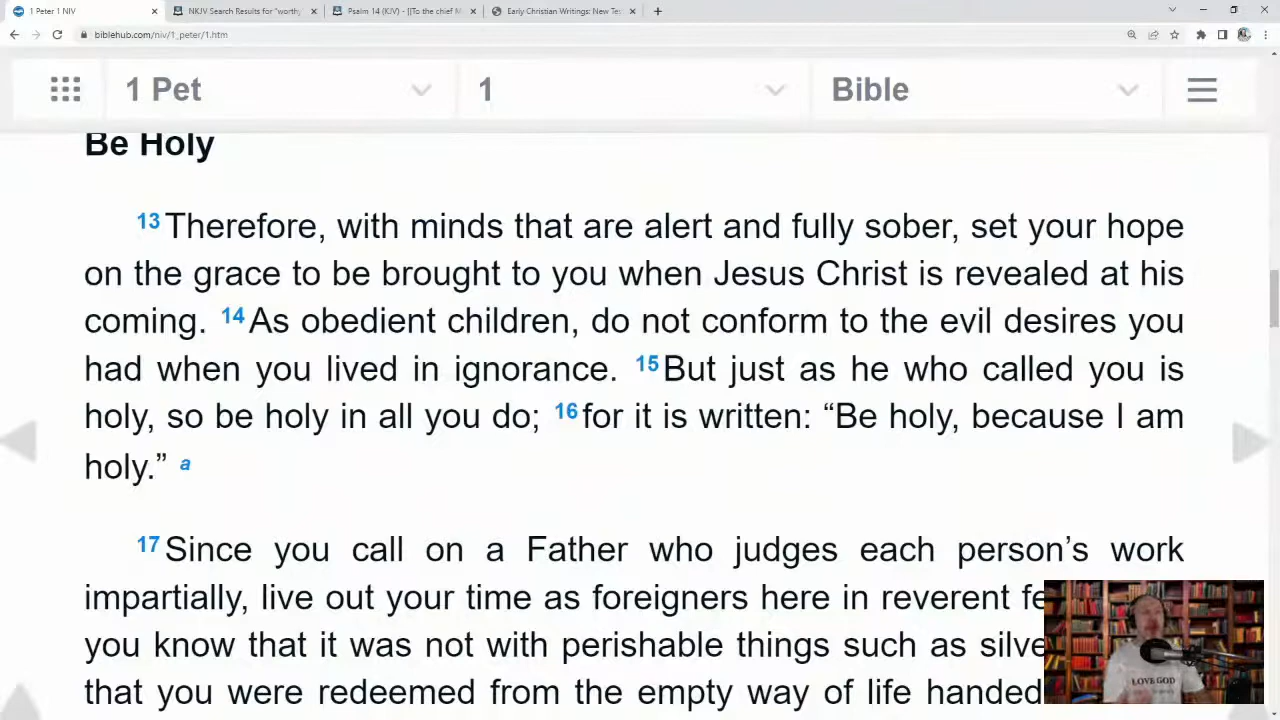 1 Peter 1 NIV
NKJV Search Results for "worthy
Psalm 14 (KJV) - [[To the chief M
Early Christian Writings: New Te
biblehub.com/niv/1_peter/1.htm
1 Pet
1
Bible
Be Holy
13 Therefore, with minds that are alert and fully sober, set your hope
on the grace to be brought to you when Jesus Christ is revealed at his
coming. 14 As obedient children, do not conform to the evil desires you
had when you lived in ignorance. 15 But just as he who called you is
holy, so be holy in all you do; 16 for it is written: “Be holy, because I am
holy.” a
17 Since you call on a Father who judges each person’s work
impartially, live out your time as foreigners here in reverent fe
you know that it was not with perishable things such as silve
that you were redeemed from the empty way of life handed
LOVE GOD